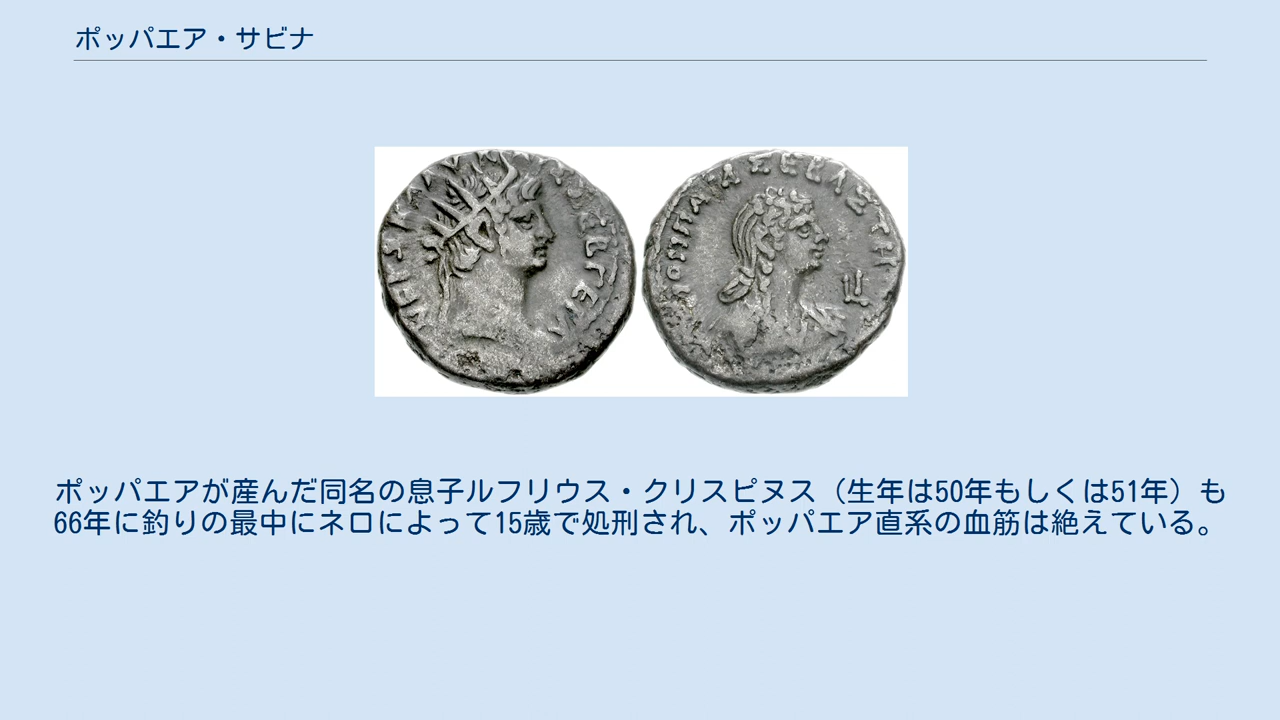 ポッパエア・サビナ
ΠΟΠΠΑΙΑ ΣΕΒΑΣΤΗ
ポッパエアが産んだ同名の息子ルフリウス・クリスピヌス（生年は50年もしくは51年）も
66年に釣りの最中にネロによって15歳で処刑され、ポッパエア直系の血筋は絶えている。